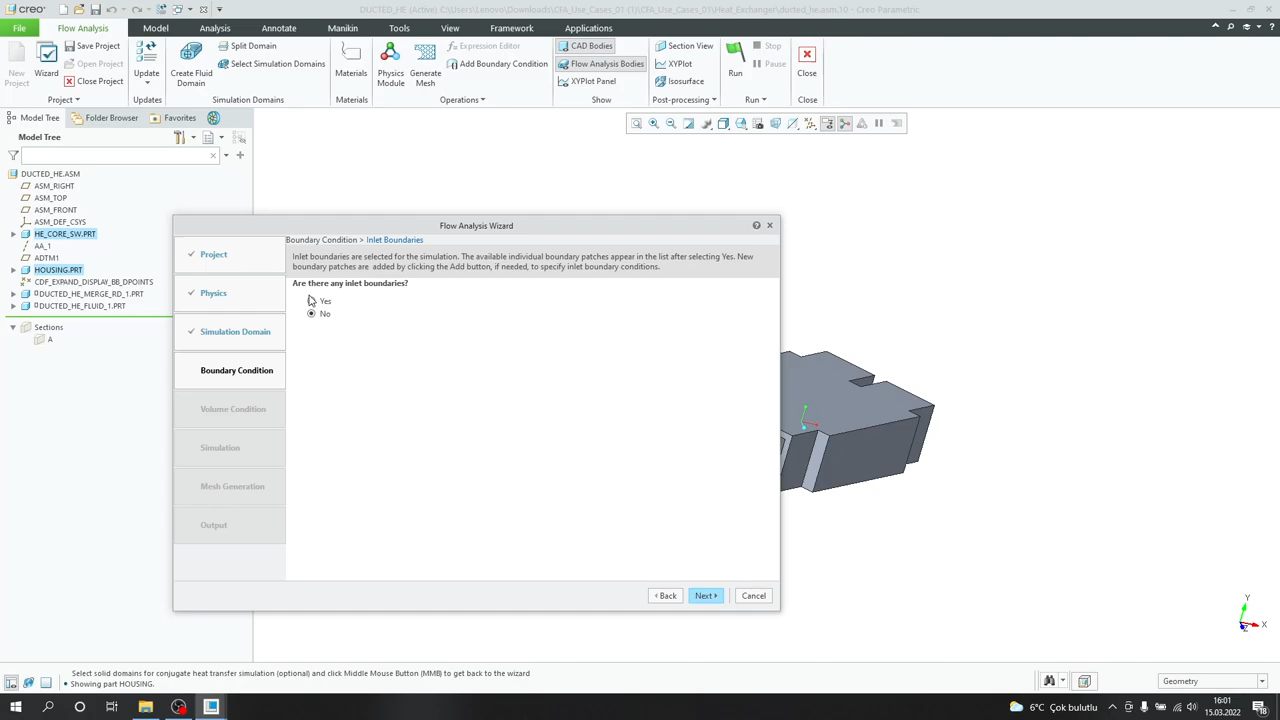 creo
DUCTED_HE (Active) C:\Users\Lenovo\Downloads\CFA_Use_Cases_01 (1)\CFA_Use_Cases_01\Heat_Exchanger\ducted_he.asm.10 - Creo Parametric
File
Flow Analysis
Model
Analysis
Annotate
Manikin
Tools
View
Framework
Applications
New Project
Wizard
Save Project
Open Project
Close Project
Update
Create Fluid Domain
Split Domain
Select Simulation Domains
Materials
Physics Module
Generate Mesh
Expression Editor
Add Boundary Condition
CAD Bodies
Flow Analysis Bodies
XYPlot Panel
Section View
XYPlot
Isosurface
Run
Stop
Pause
Close
Project
Updates
Simulation Domains
Materials
Operations
Show
Post-processing
Run
Close
Model Tree
Folder Browser
Favorites
Model Tree
DUCTED_HE.ASM
ASM_RIGHT
ASM_TOP
ASM_FRONT
ASM_DEF_CSYS
HE_CORE_SW.PRT
AA_1
ADTM1
HOUSING.PRT
CDF_EXPAND_DISPLAY_BB_DPOINTS
DUCTED_HE_MERGE_RD_1.PRT
DUCTED_HE_FLUID_1.PRT
Sections
A
Flow Analysis Wizard
Project
Physics
Simulation Domain
Boundary Condition
Volume Condition
Simulation
Mesh Generation
Output
Boundary Condition > Inlet Boundaries
Inlet boundaries are selected for the simulation. The available individual boundary patches appear in the list after selecting Yes. New
boundary patches are added by clicking the Add button, if needed, to specify inlet boundary conditions.
Are there any inlet boundaries?
Yes
No
Back
Next
Cancel
Y
X
Z
Select solid domains for conjugate heat transfer simulation (optional) and click Middle Mouse Button (MMB) to get back to the wizard
• Showing part HOUSING.
Geometry
6°C Çok bulutlu
16:01
15.03.2022
18